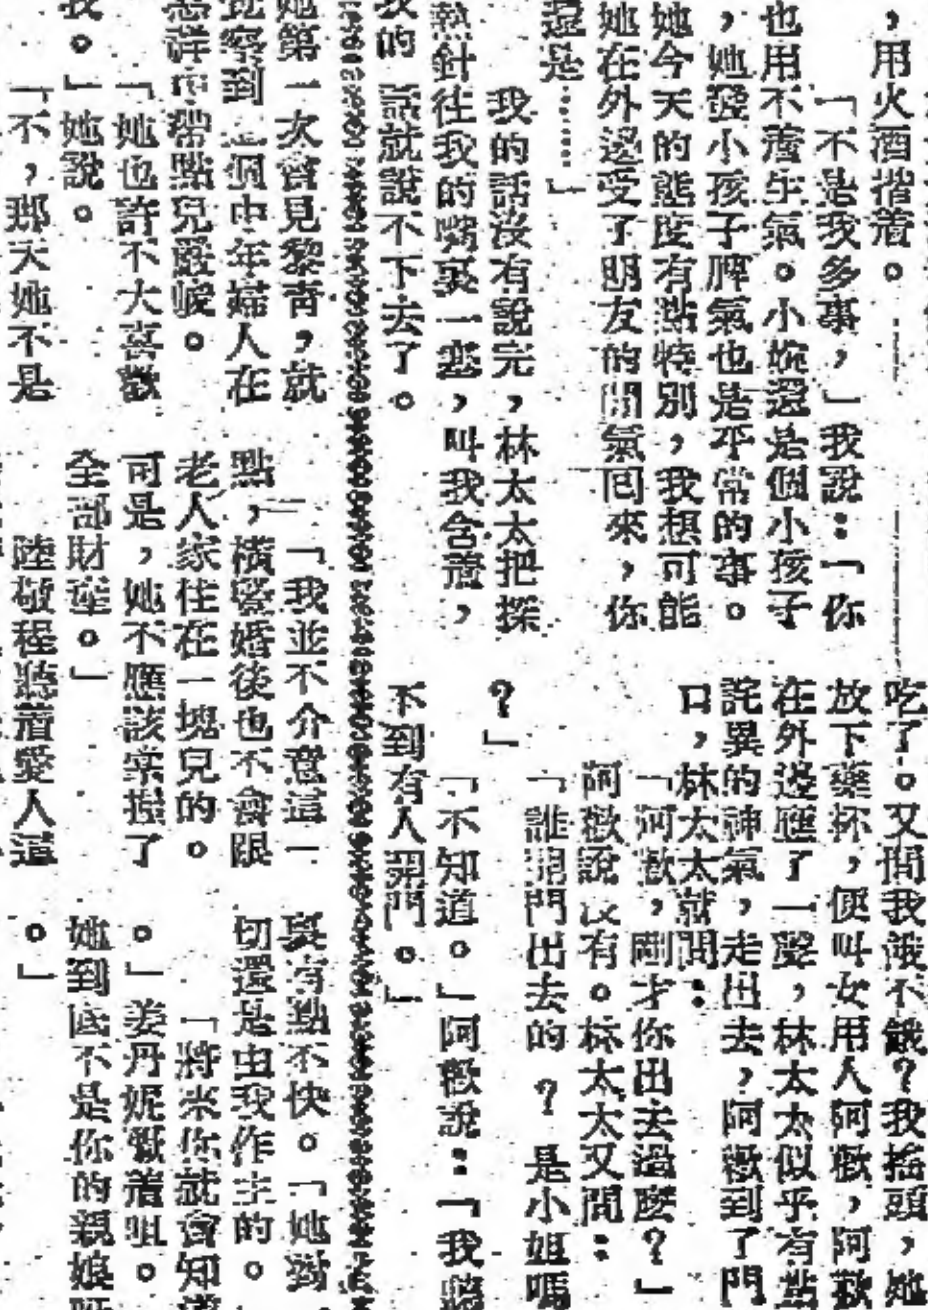 ，用火酒揩着。
「不是我多事，」我說：「你
也用不着生氣。小婉還是個小孩子
，她發小孩子脾氣也是平常的事。
她今天的態度有點特別，我想可能
她在外邊受了朋友的閒氣回來，你
還是……」
我的話沒有說完，林太太把探
熱針往我的嘴裏一塞，叫我含着，
我的話就說不下去了。
吃了。又問我餓不餓？我搖頭，她
放下藥杯，便叫女用人阿
在外邊應了一聲，林太太似乎有點
詫異的神氣，走出去，阿 到了門
口，林太太就問：
「阿 ，剛才你出去過麼？」
阿 說沒有。林太太又問：
「誰開門出去的？是小姐嗎
？」
「不知道。」阿 說：「我聽
不到有人開門。」
她第一次會見黎青，就
覺察到這個中年婦人在
慈祥中帶點兒嚴峻。
「她也許不大喜歡
我。」她說。
「不，那天她不是
「我並不介意這一
點，橫豎婚後也不會跟
老人家住在一塊兒的。
可是，她不應該掌握了
全部財產。」
陸敬程聽着愛人這
裏有點不快。「她對
切還是由我作主的。
「將來你就會知道
。」姜丹妮 着咀。
她到底不是你的親娘呀
。」